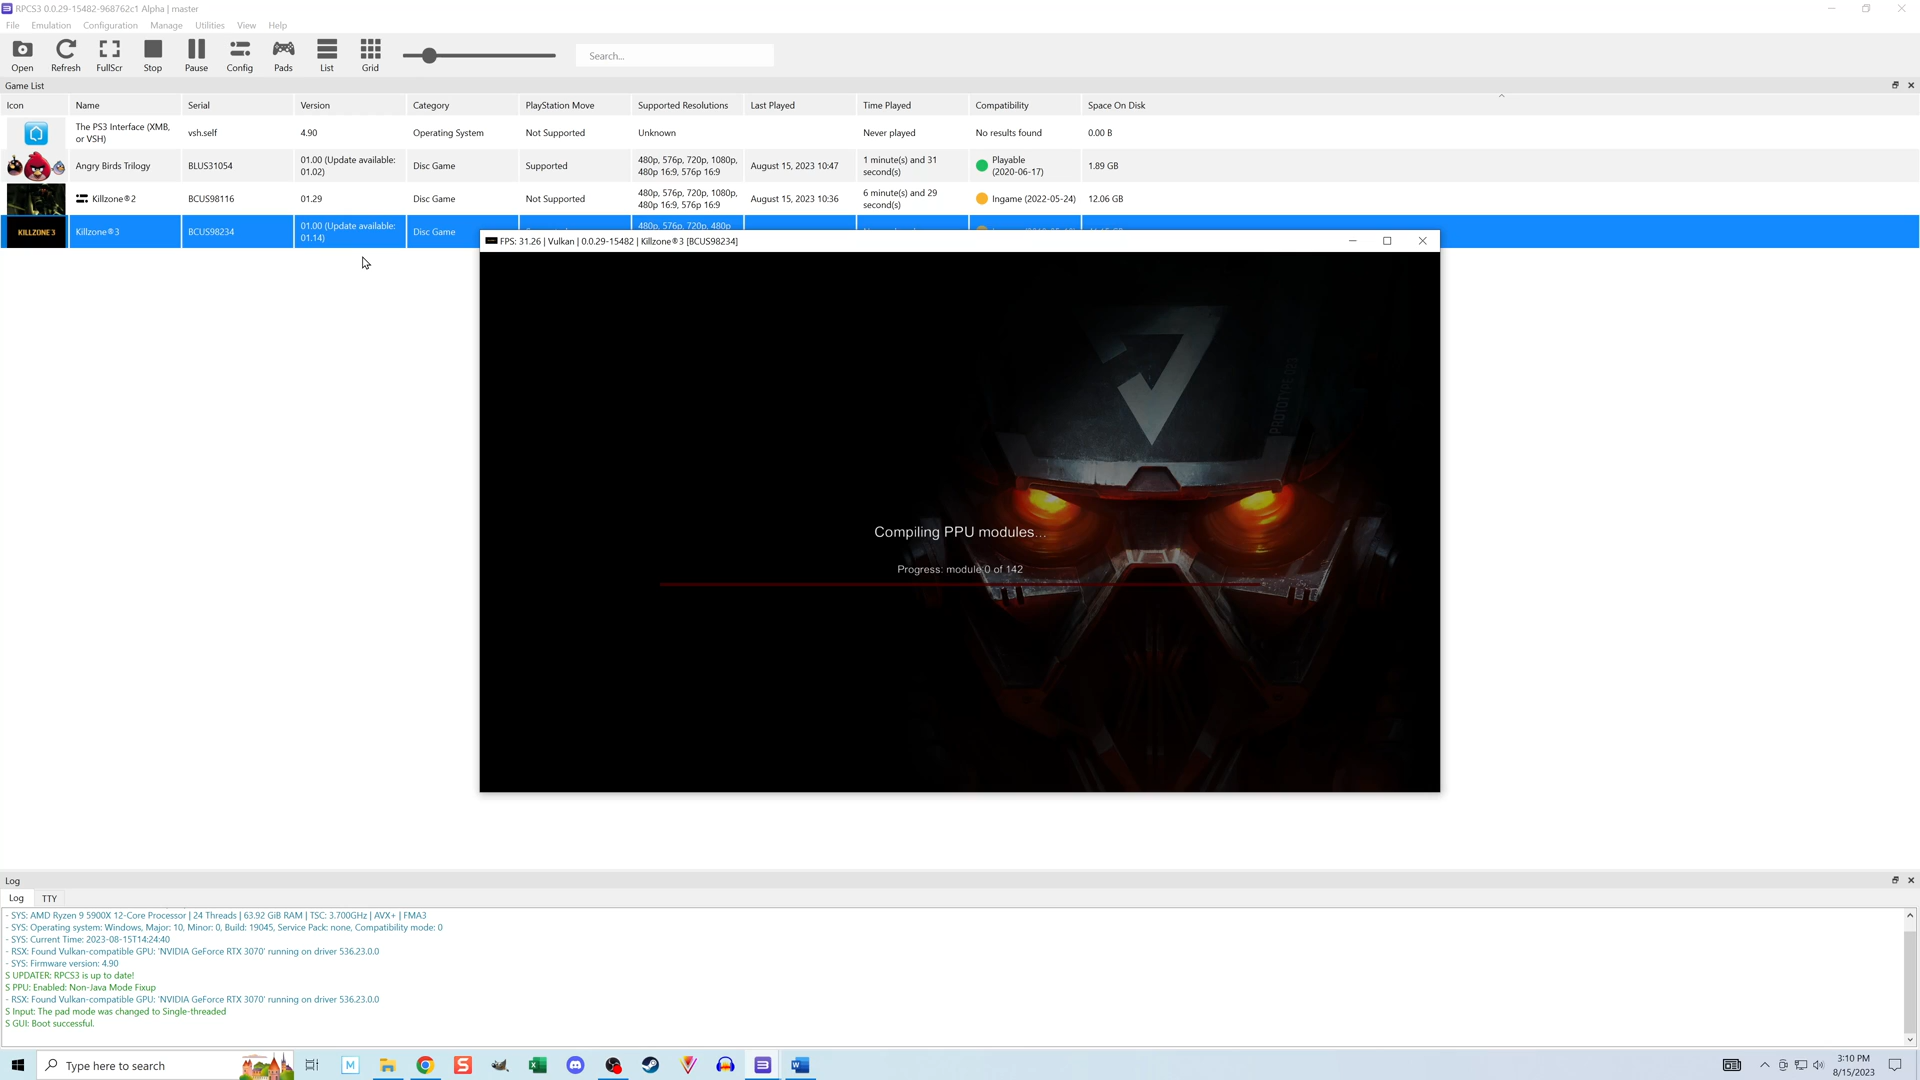 RPCS3 0.0.29-15482-968762c1 Alpha | master
File Emulation Configuration Manage Utilities View Help
Open Refresh FullScr Stop Pause Config Pads List Grid Search...
Game List
Icon Name Serial Version Category PlayStation Move Supported Resolutions Last Played Time Played Compatibility Space On Disk
The PS3 Interface (XMB, or VSH) vsh.self 4.90 Operating System Not Supported Unknown Never played No results found 0.00 B
Angry Birds Trilogy BLUS31054 01.00 (Update available: 01.02) Disc Game Supported 480p, 576p, 720p, 1080p, 480p 16:9, 576p 16:9 August 15, 2023 10:47 1 minute(s) and 31 second(s) Playable (2020-06-17) 1.89 GB
Killzone®2 BCUS98116 01.29 Disc Game Not Supported 480p, 576p, 720p, 1080p, 480p 16:9, 576p 16:9 August 15, 2023 10:36 6 minute(s) and 29 second(s) Ingame (2022-05-24) 12.06 GB
KILLZONE 3 Killzone®3 BCUS98234 01.00 (Update available: 01.14) Disc Game 480p, 576p, 720p, 480p
FPS: 31.26 | Vulkan | 0.0.29-15482 | Killzone®3 [BCUS98234]
Compiling PPU modules...
Progress: module 0 of 142
Log
Log TTY
- SYS: AMD Ryzen 9 5900X 12-Core Processor | 24 Threads | 63.92 GiB RAM | TSC: 3.700GHz | AVX+ | FMA3
- SYS: Operating system: Windows, Major: 10, Minor: 0, Build: 19045, Service Pack: none, Compatibility mode: 0
- SYS: Current Time: 2023-08-15T14:24:40
- RSX: Found Vulkan-compatible GPU: 'NVIDIA GeForce RTX 3070' running on driver 536.23.0.0
- SYS: Firmware version: 4.90
S UPDATER: RPCS3 is up to date!
S PPU: Enabled: Non-Java Mode Fixup
- RSX: Found Vulkan-compatible GPU: 'NVIDIA GeForce RTX 3070' running on driver 536.23.0.0
S Input: The pad mode was changed to Single-threaded
S GUI: Boot successful.
Type here to search
3:10 PM
8/15/2023